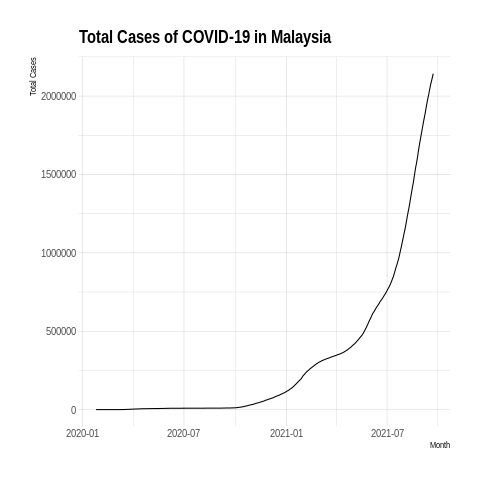 Total Cases of COVID-19 in Malaysia
Total Cases
2000000
1500000
1000000
500000
0
2020-01 2020-07 2021-01 2021-07
Month